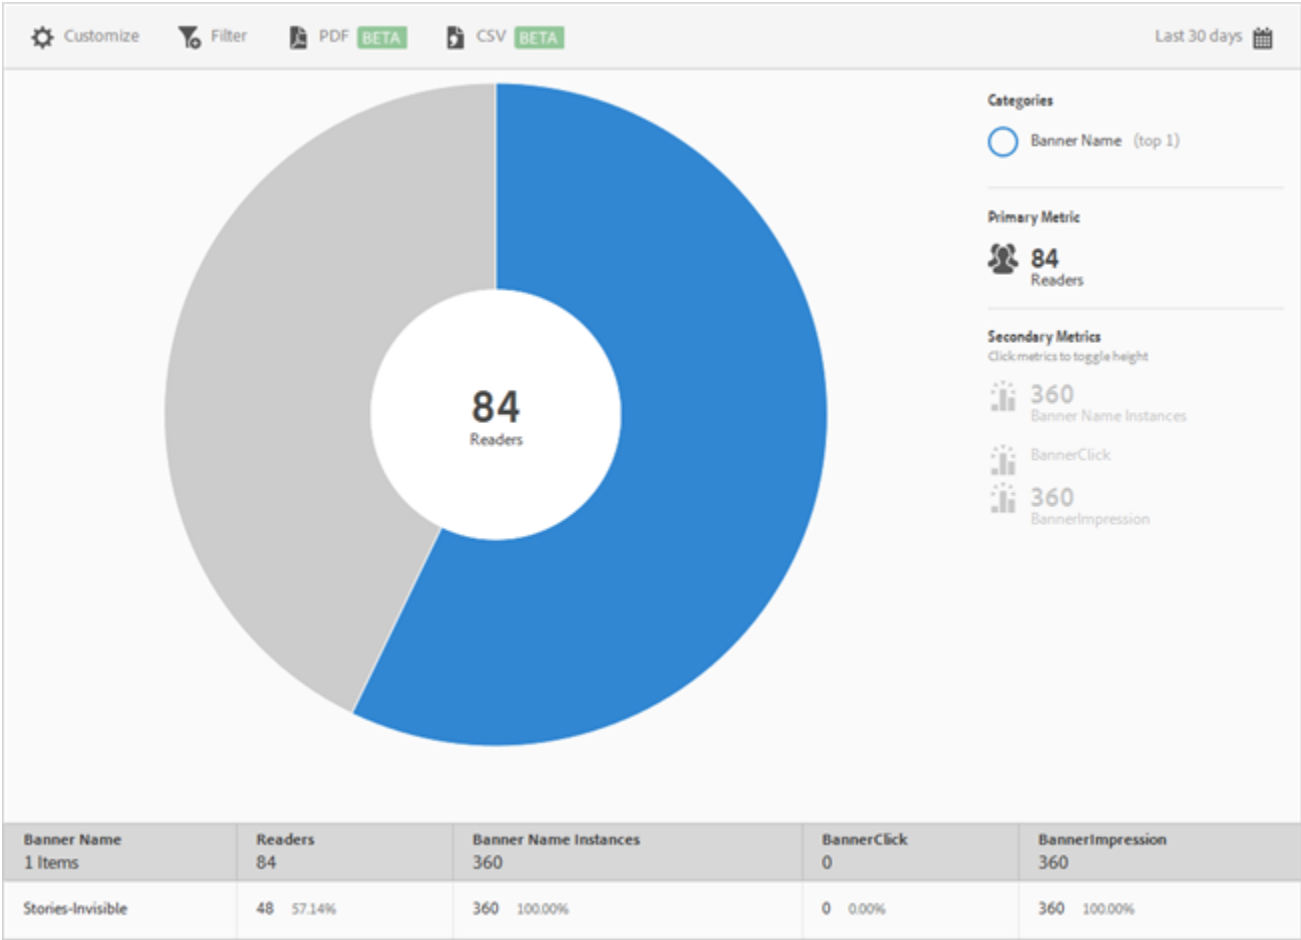 Customize Filter PDF BETA CSV BETA Last 30 days
Categories
Banner Name (top 1)
Primary Metric
84
Readers
Secondary Metrics
Click metrics to toggle height
360
Banner Name Instances
BannerClick
360
BannerImpression
84
Readers
Banner Name Readers Banner Name Instances BannerClick BannerImpression
1 Items 84 360 0 360
Stories-Invisible 48 57.14% 360 100.00% 0 0.00% 360 100.00%